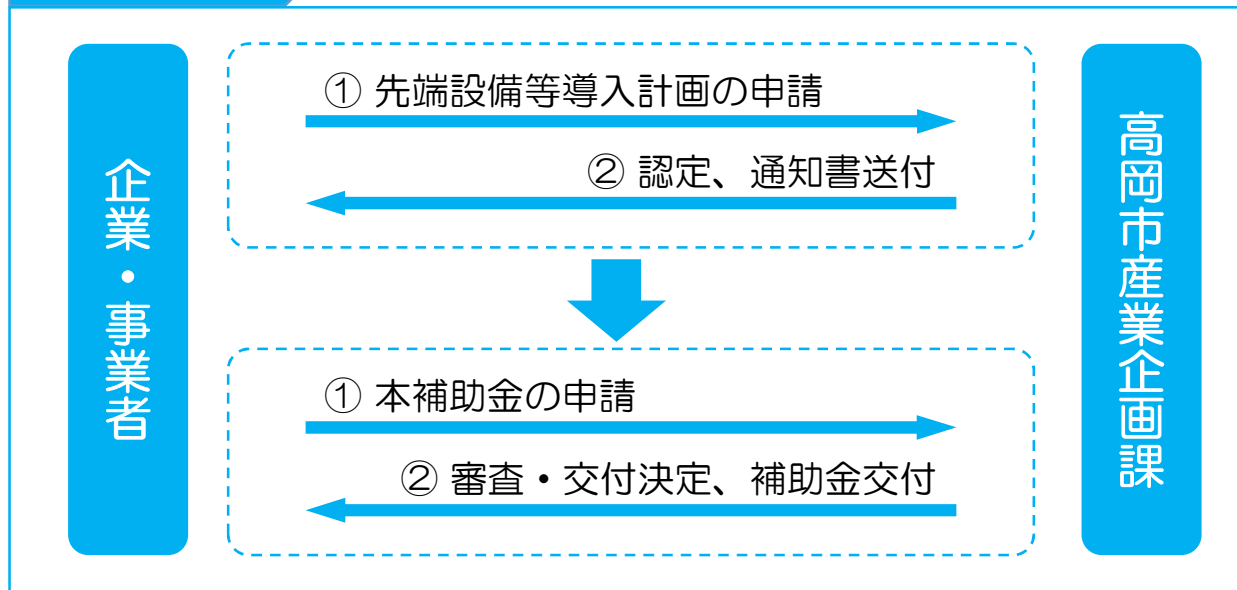 企業・事業者
① 先端設備等導入計画の申請
② 認定、通知書送付
① 本補助金の申請
② 審査・交付決定、補助金交付
高岡市産業企画課